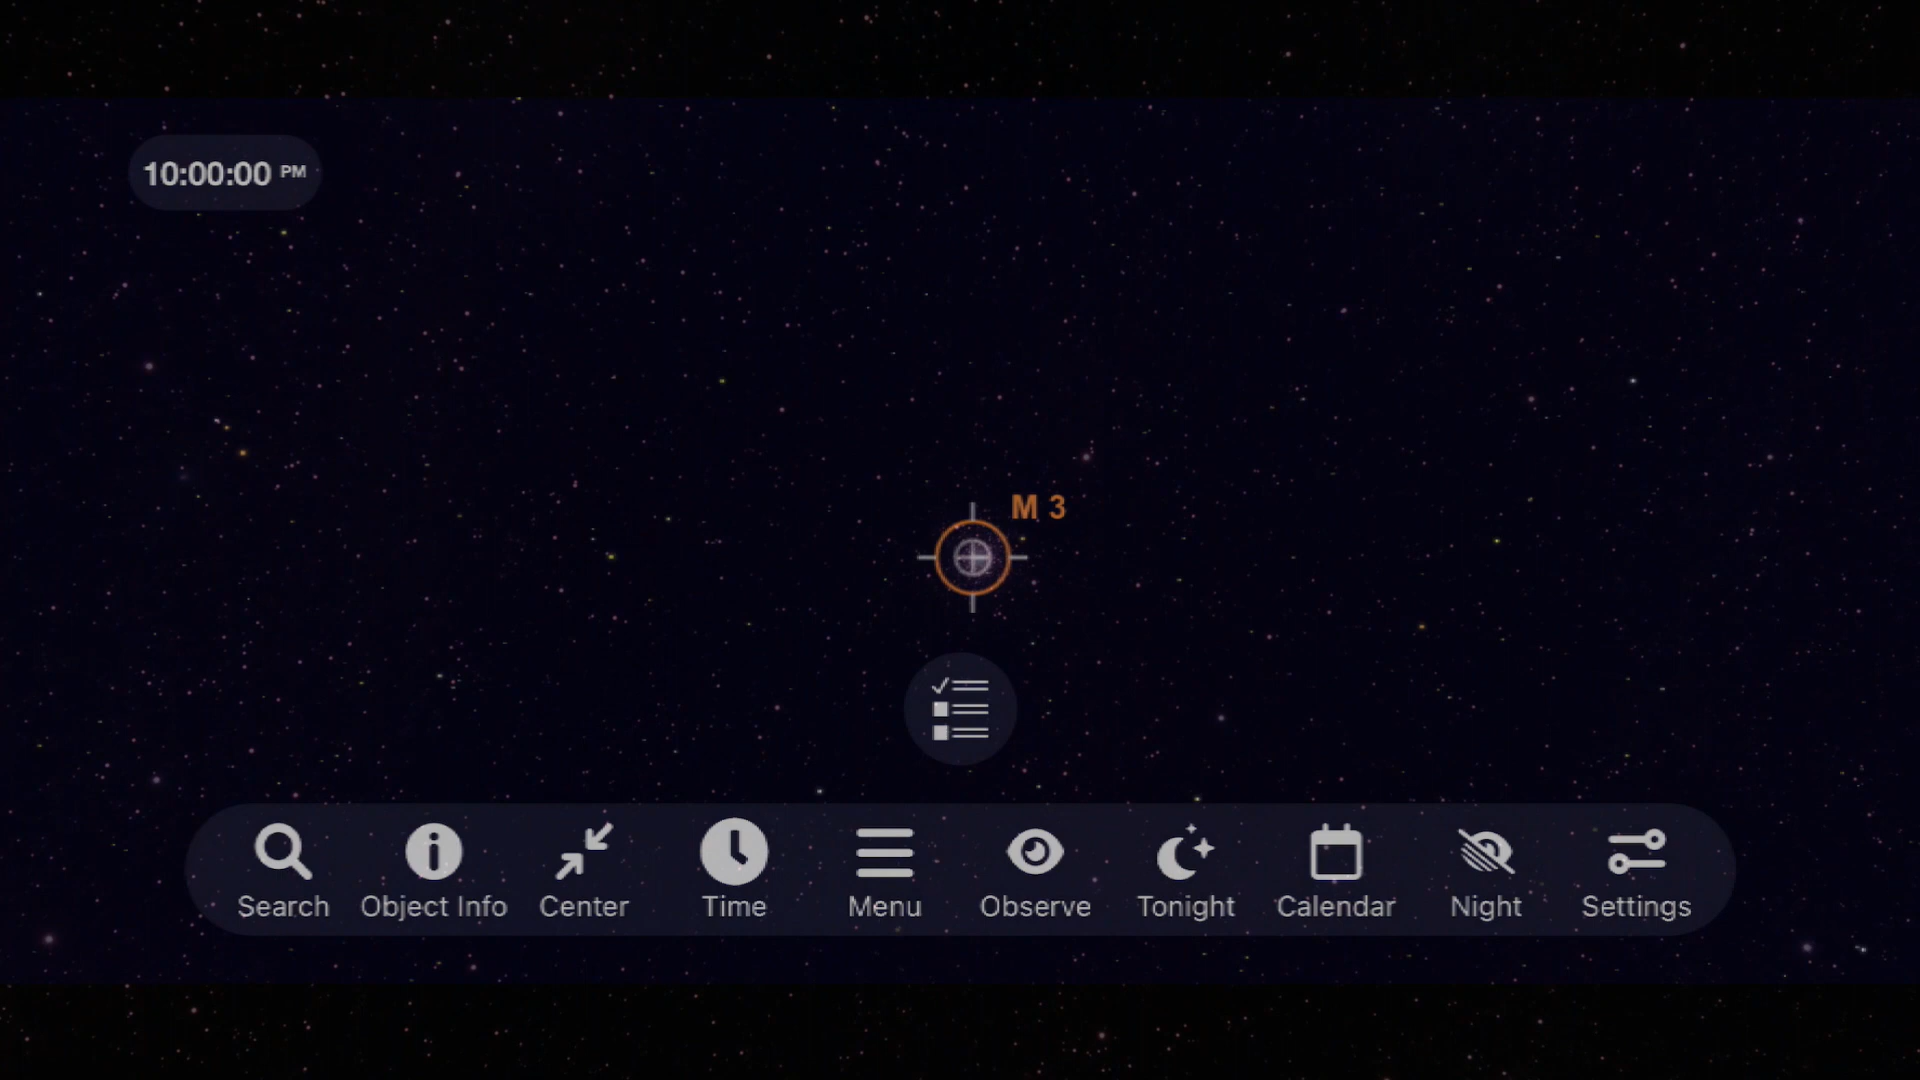 10:00:00 PM
M 3
Search Object Info Center Time Menu Observe Tonight Calendar Night Settings